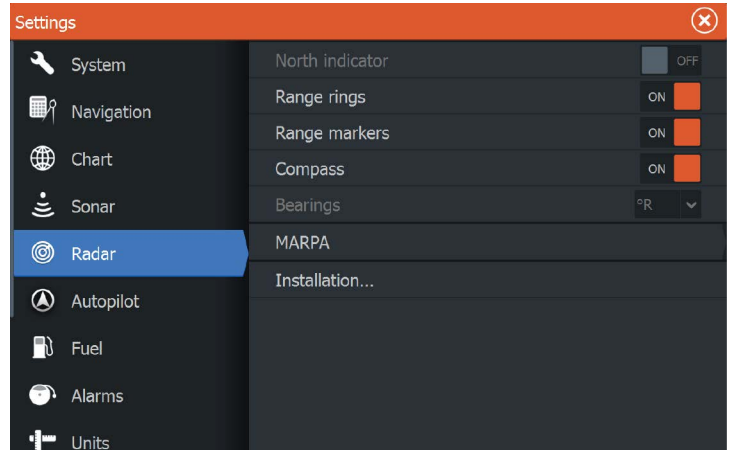 Settings
System
Navigation
Chart
Sonar
Radar
Autopilot
Fuel
Alarms
Units
North indicator OFF
Range rings ON
Range markers ON
Compass ON
Bearings °R
MARPA
Installation...